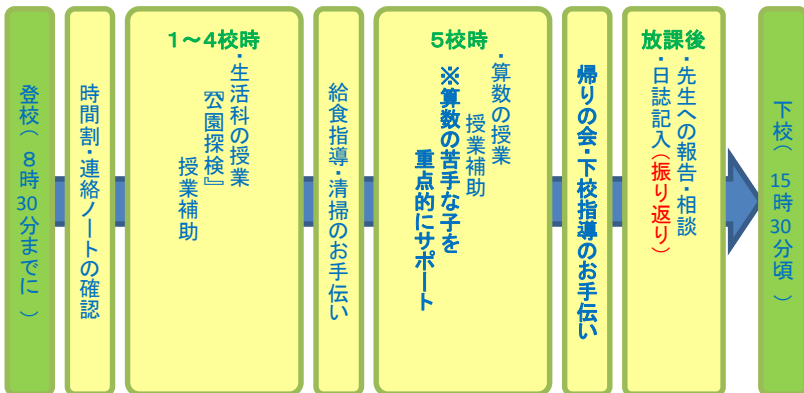 登校（8時30分までに）
時間割・連絡ノートの確認
1～4校時
・生活科の授業
『公園探検』
授業補助
給食指導・清掃のお手伝い
5校時
・算数の授業
授業補助
※算数の苦手な子を
重点的にサポート
帰りの会・下校指導のお手伝い
放課後
・先生への報告・相談
・日誌記入（振り返り）
下校（15時30分頃）